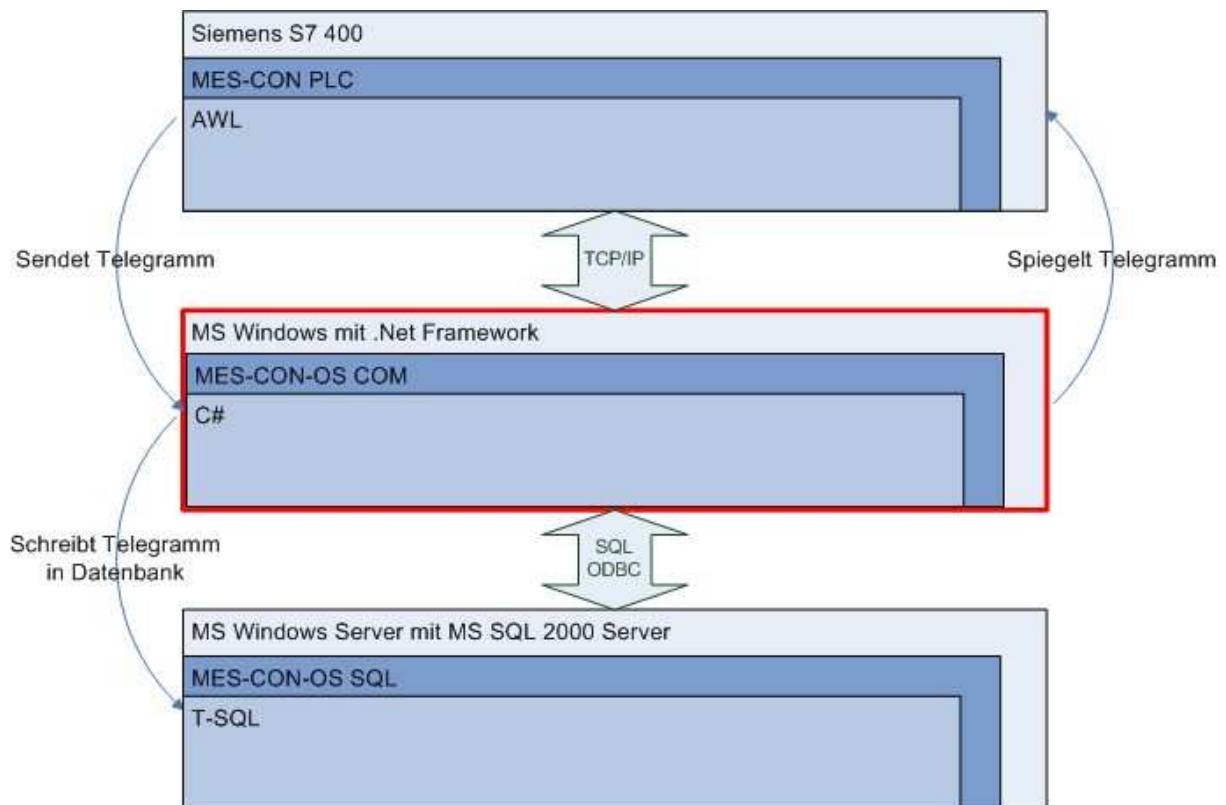 Siemens S7 400
MES-CON PLC
AWL
Sendet Telegramm
TCP/IP
Spiegelt Telegramm
MS Windows mit .Net Framework
MES-CON-OS COM
C#
Schreibt Telegramm
in Datenbank
SQL
ODBC
MS Windows Server mit MS SQL 2000 Server
MES-CON-OS SQL
T-SQL